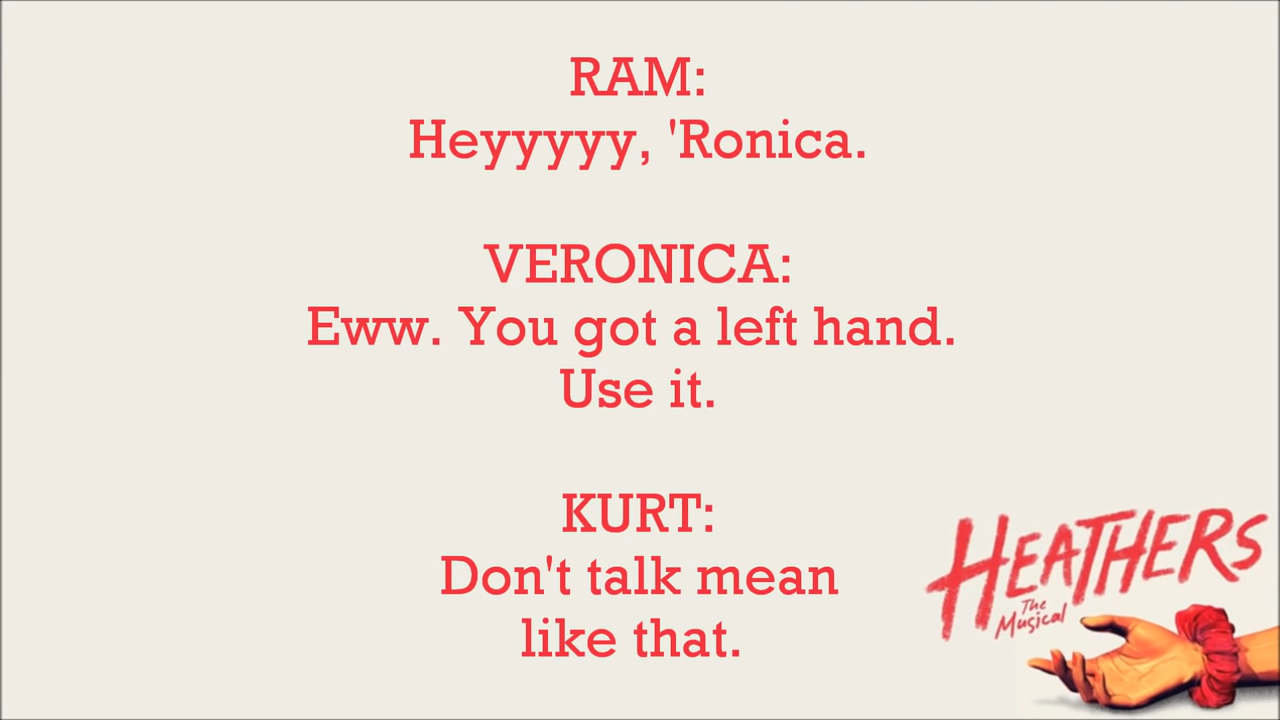 RAM:
Heyyyyy, 'Ronica.
VERONICA:
Eww. You got a left hand.
Use it.
KURT:
Don't talk mean
like that.
HEATHERS
The
Musical